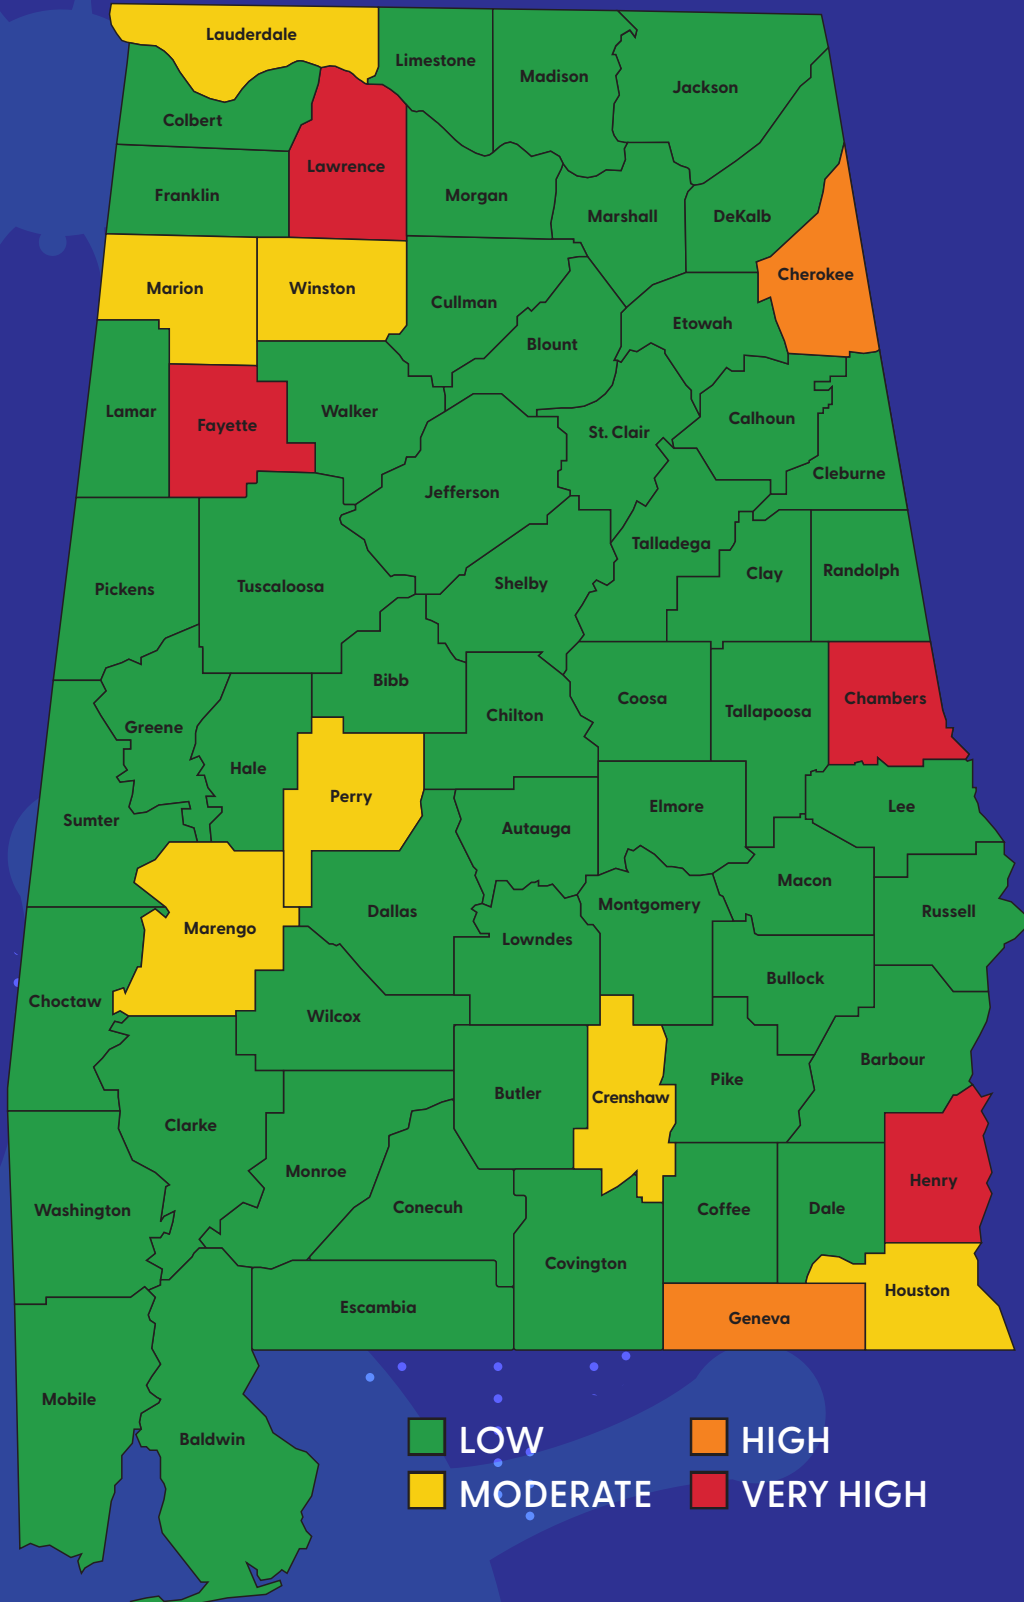 Lauderdale
Limestone
Madison
Jackson
Colbert
Lawrence
Franklin
Morgan
Marshall
DeKalb
Cherokee
Marion
Winston
Cullman
Etowah
Blount
Lamar
Fayette
Walker
Calhoun
St. Clair
Cleburne
Jefferson
Talladega
Pickens
Tuscaloosa
Shelby
Clay
Randolph
Bibb
Coosa
Chambers
Tallapoosa
Chilton
Greene
Hale
Perry
Elmore
Lee
Sumter
Autauga
Macon
Dallas
Montgomery
Russell
Marengo
Lowndes
Bullock
Choctaw
Wilcox
Barbour
Pike
Butler
Crenshaw
Clarke
Monroe
Henry
Washington
Conecuh
Coffee
Dale
Covington
Houston
Escambia
Geneva
Mobile
Baldwin
LOW
HIGH
MODERATE
VERY HIGH